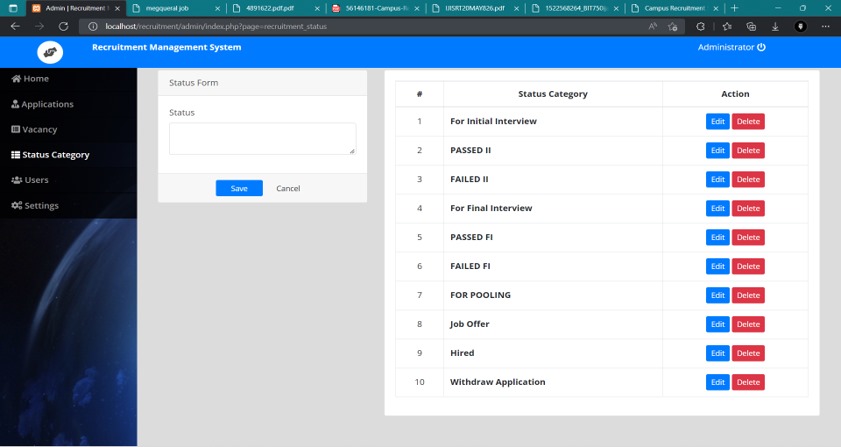 Admin | Recruitment
megqueral job
4891622.pdf.pdf
56146181-Campus-
IJISRT20MAY826.pdf
1522568264_BIT750
Campus Recruitment
localhost/recruitment/admin/index.php?page=recruitment_status
Recruitment Management System
Administrator
Home
Applications
Vacancy
Status Category
Users
Settings
Status Form
Status
Save Cancel
# Status Category Action
1 For Initial Interview Edit Delete
2 PASSED II Edit Delete
3 FAILED II Edit Delete
4 For Final Interview Edit Delete
5 PASSED FI Edit Delete
6 FAILED FI Edit Delete
7 FOR POOLING Edit Delete
8 Job Offer Edit Delete
9 Hired Edit Delete
10 Withdraw Application Edit Delete